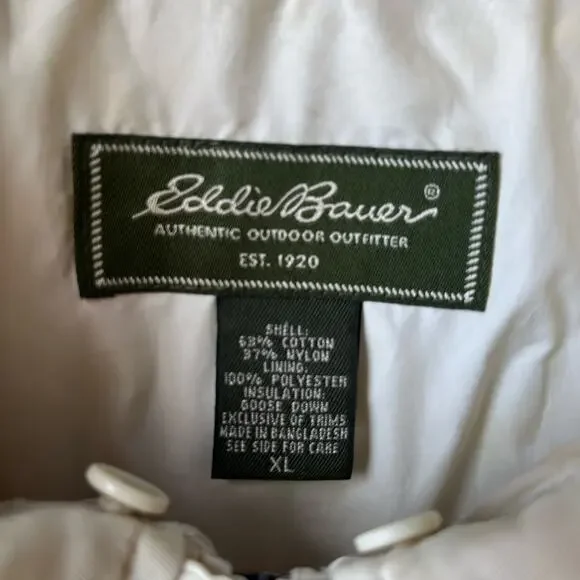 Eddie Bauer®
AUTHENTIC OUTDOOR OUTFITTER
EST. 1920
SHELL:
63% COTTON
37% NYLON
LINING:
100% POLYESTER
INSULATION:
GOOSE DOWN
EXCLUSIVE OF TRIMS
MADE IN BANGLADESH
SEE SIDE FOR CARE
XL